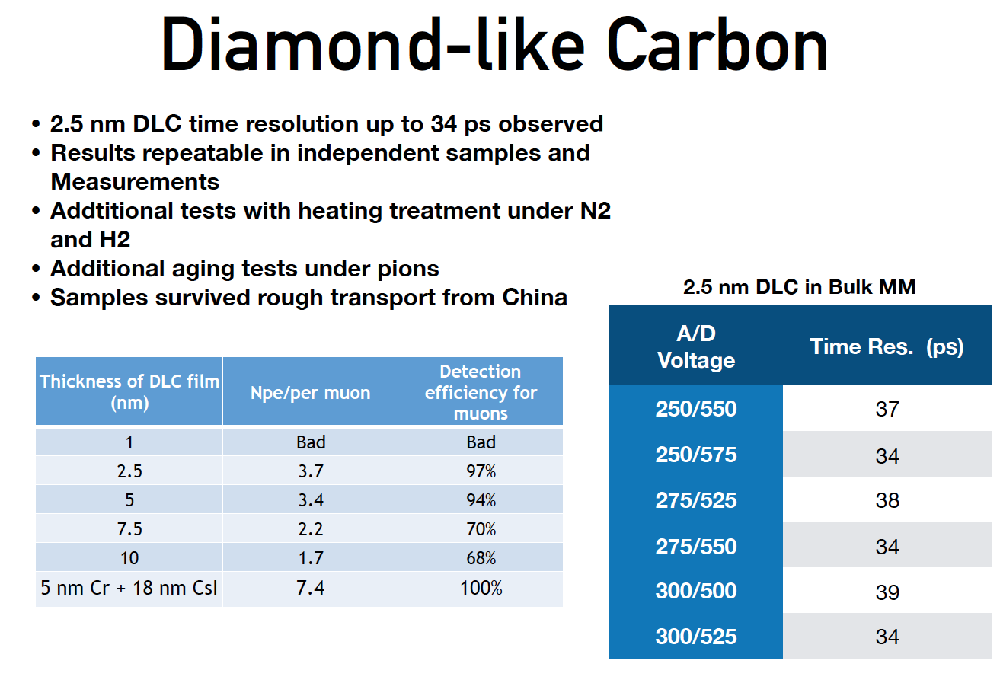 Diamond-like Carbon
• 2.5 nm DLC time resolution up to 34 ps observed
• Results repeatable in independent samples and
Measurements
• Addtitional tests with heating treatment under N2
and H2
• Additional aging tests under pions
• Samples survived rough transport from China
Thickness of DLC film
(nm)
Npe/per muon
Detection
efficiency for
muons
1 Bad Bad
2.5 3.7 97%
5 3.4 94%
7.5 2.2 70%
10 1.7 68%
5 nm Cr + 18 nm CsI 7.4 100%
2.5 nm DLC in Bulk MM
A/D
Voltage
Time Res. (ps)
250/550 37
250/575 34
275/525 38
275/550 34
300/500 39
300/525 34